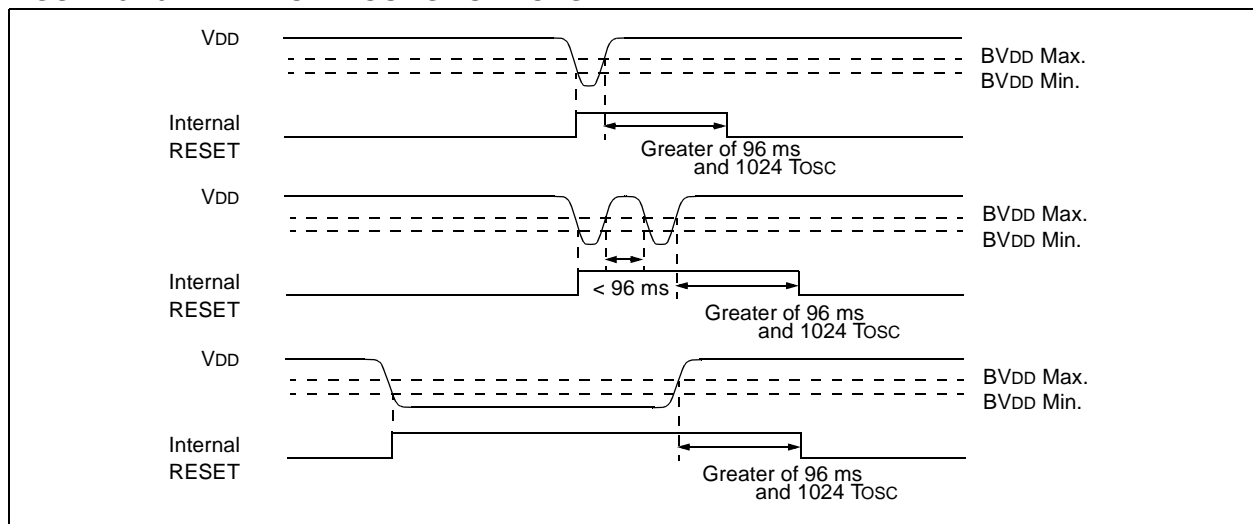 VDD
BVDD Max.
BVDD Min.
Internal
RESET
Greater of 96 ms
and 1024 TOSC
VDD
BVDD Max.
BVDD Min.
Internal
RESET
< 96 ms
Greater of 96 ms
and 1024 TOSC
VDD
BVDD Max.
BVDD Min.
Internal
RESET
Greater of 96 ms
and 1024 TOSC